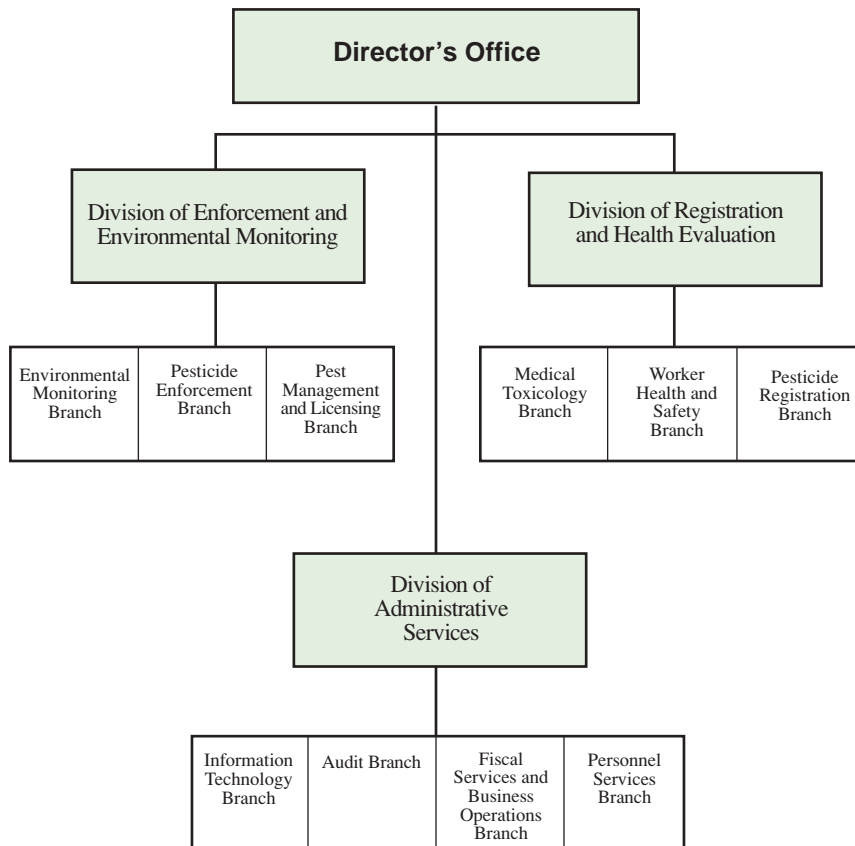 Director’s Office
Division of Enforcement and
Environmental Monitoring
Division of Registration
and Health Evaluation
Environmental
Monitoring
Branch
Pesticide
Enforcement
Branch
Pest
Management
and Licensing
Branch
Medical
Toxicology
Branch
Worker
Health and
Safety
Branch
Pesticide
Registration
Branch
Division of
Administrative
Services
Information
Technology
Branch
Audit Branch
Fiscal
Services and
Business
Operations
Branch
Personnel
Services
Branch